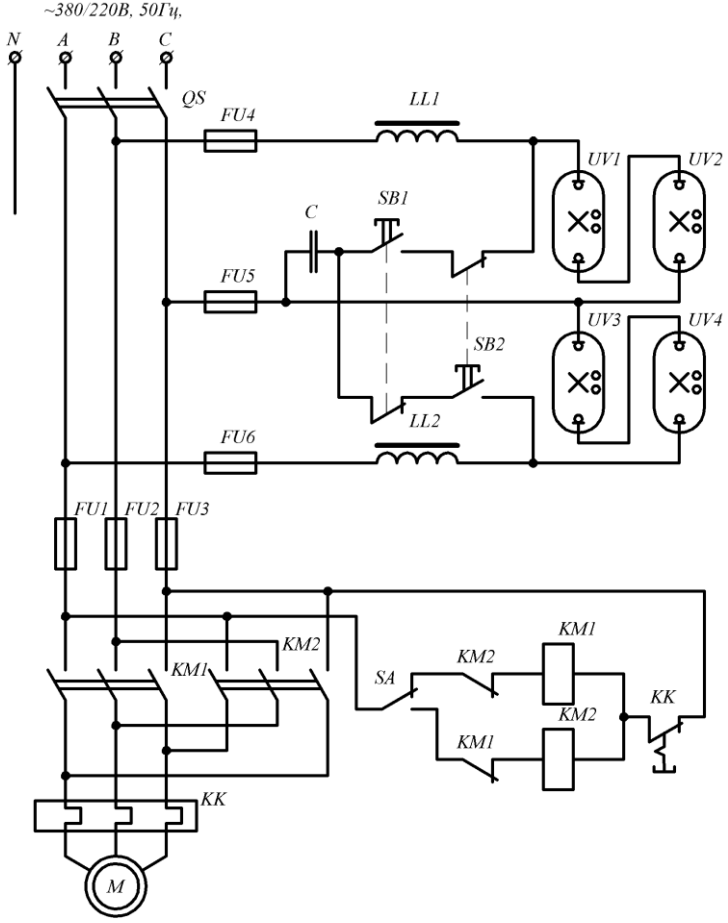 ~380/220В, 50Гц,
N A B C
QS
FU4 LL1
UV1 UV2
C SB1
FU5
UV3 UV4
SB2
LL2
FU6
FU1 FU2 FU3
KM1
KM2
KM1
SA KM2
KK
KM2
KM1
KK
M